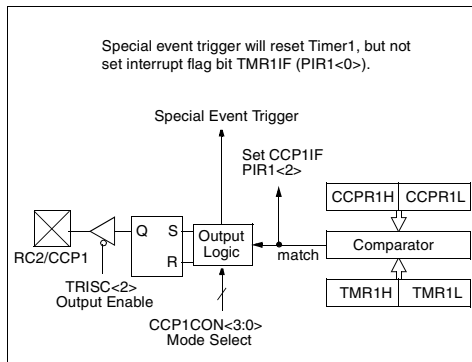 Special event trigger will reset Timer1, but not
set interrupt flag bit TMR1IF (PIR1<0>).
Special Event Trigger
Set CCP1IF
PIR1<2>
CCPR1H CCPR1L
Q S Output
Logic
R
match
Comparator
RC2/CCP1
TRISC<2>
Output Enable
TMR1H TMR1L
CCP1CON<3:0>
Mode Select